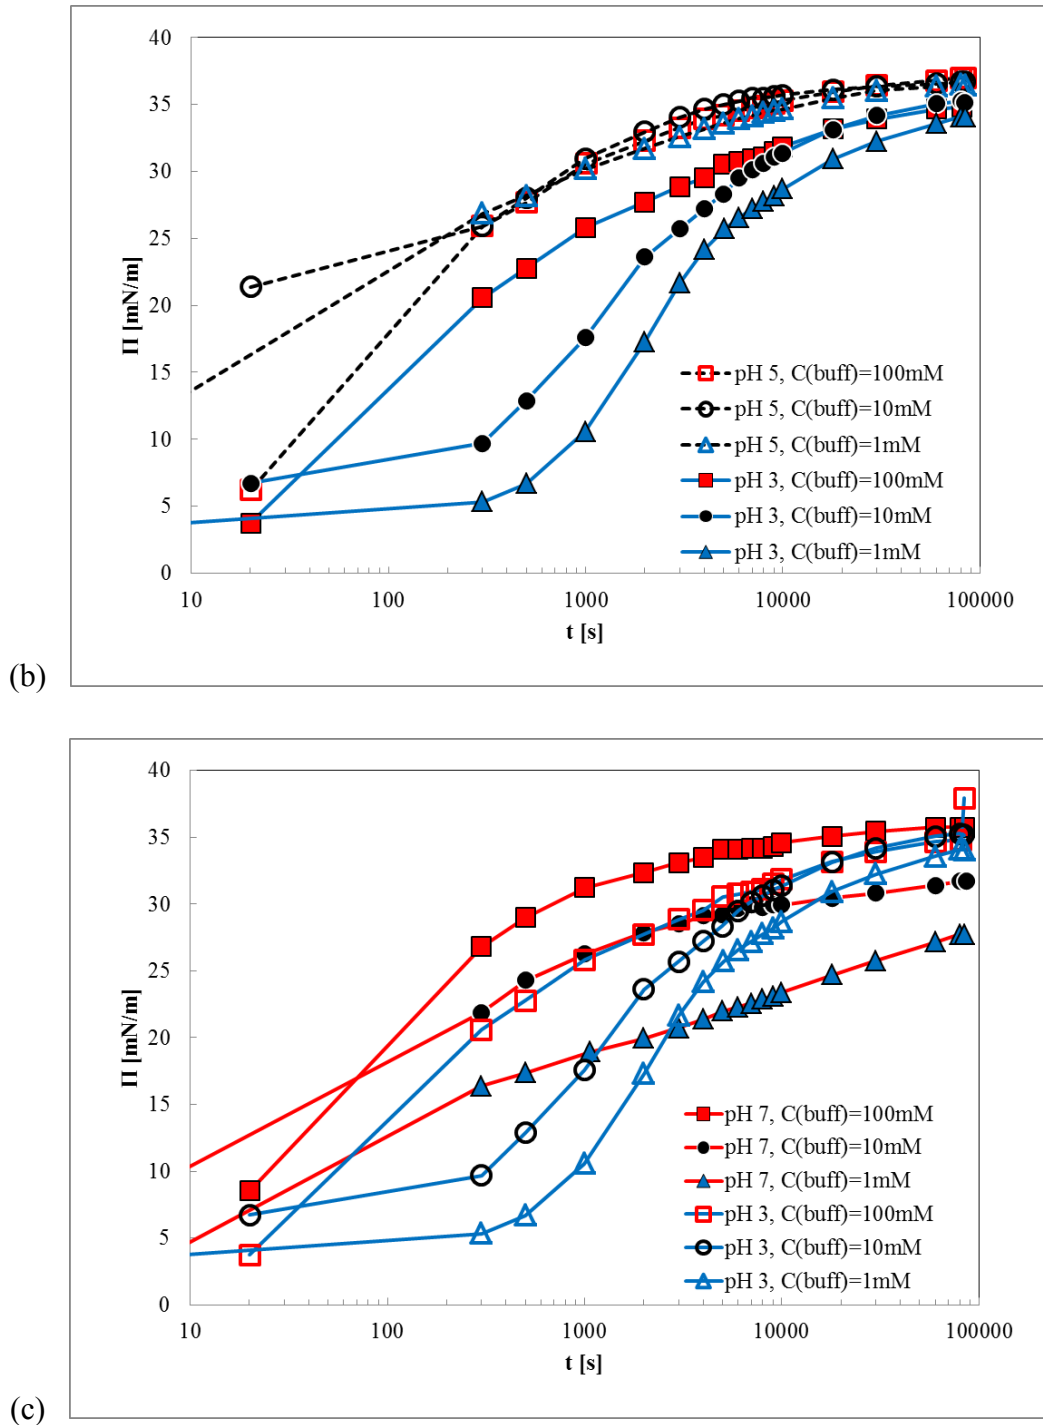 40
35
30
25
20
15
10
5
0
Π [mN/m]
pH 5, C(buff)=100mM
pH 5, C(buff)=10mM
pH 5, C(buff)=1mM
pH 3, C(buff)=100mM
pH 3, C(buff)=10mM
pH 3, C(buff)=1mM
10 100 1000 10000 100000
t [s]
(b)
40
35
30
25
20
15
10
5
0
Π [mN/m]
pH 7, C(buff)=100mM
pH 7, C(buff)=10mM
pH 7, C(buff)=1mM
pH 3, C(buff)=100mM
pH 3, C(buff)=10mM
pH 3, C(buff)=1mM
10 100 1000 10000 100000
t [s]
(c)